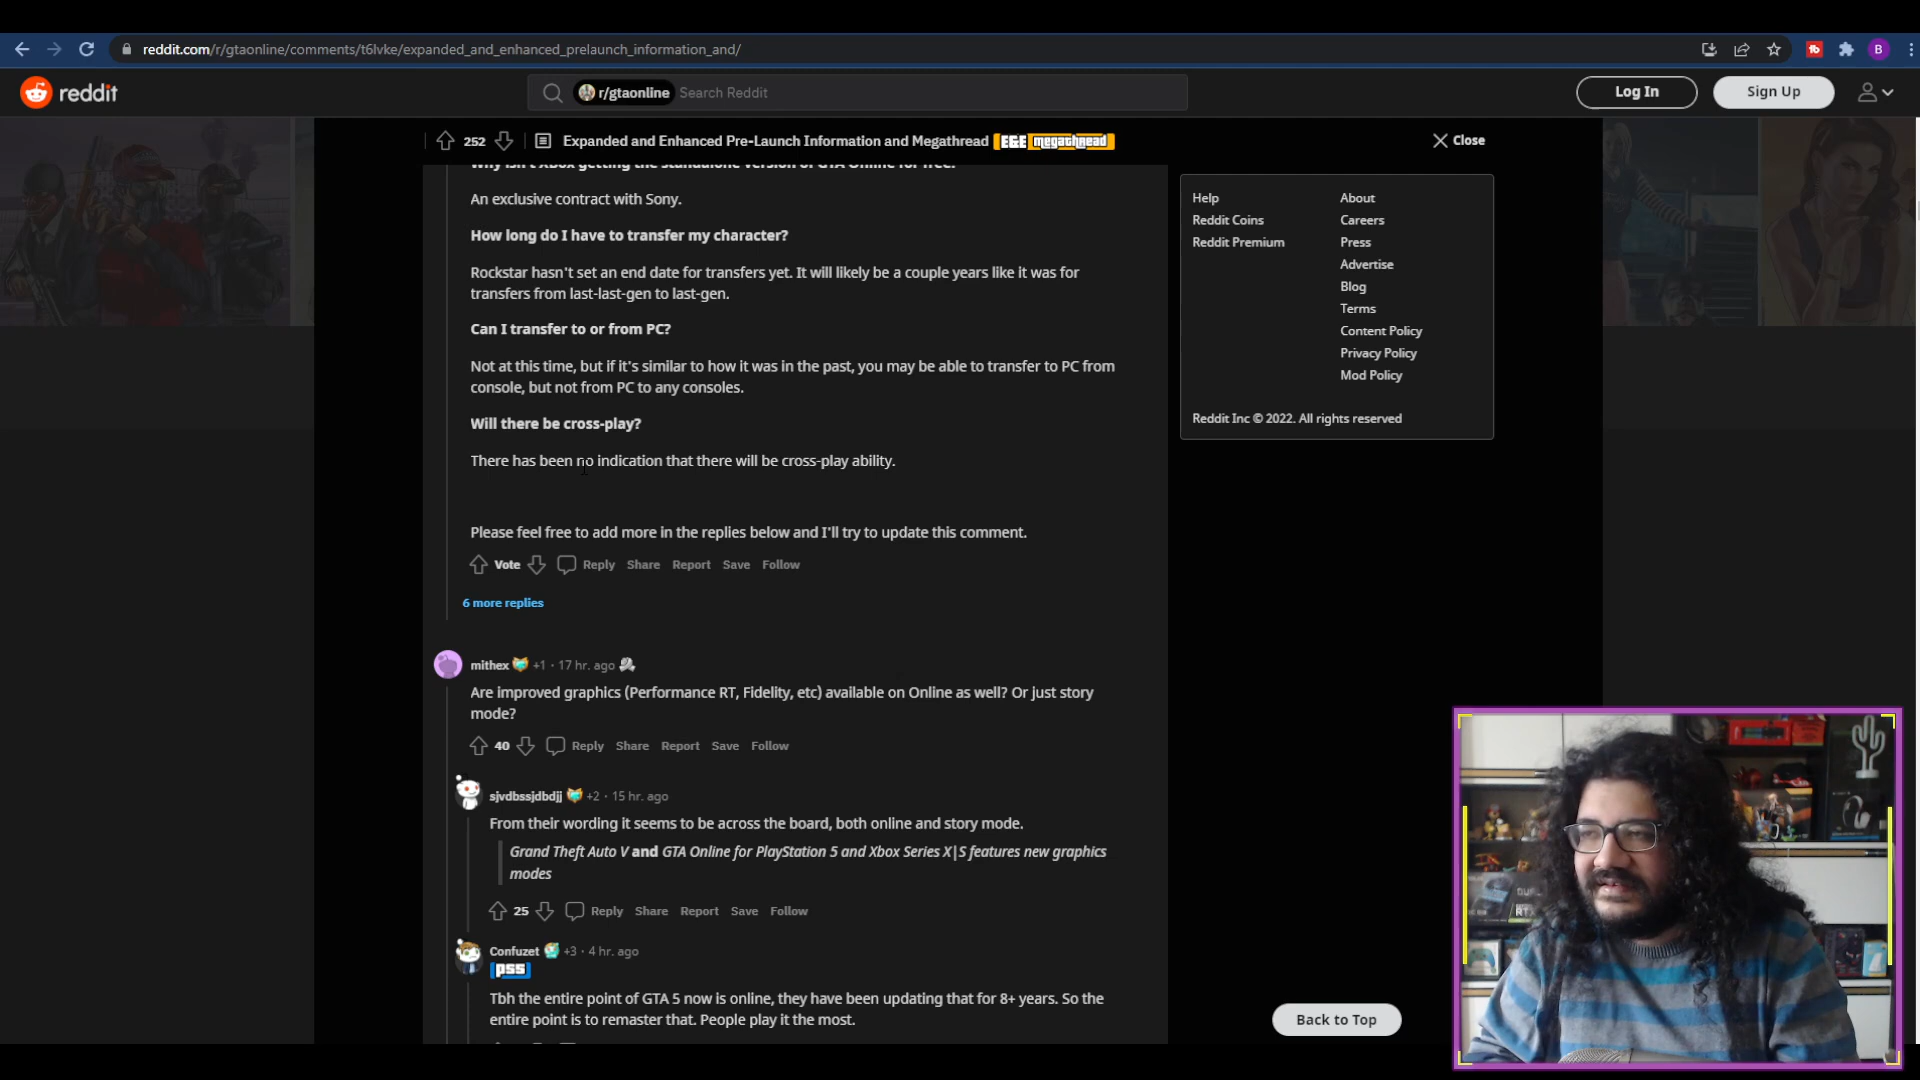 reddit.com/r/gtaonline/comments/t6lvke/expanded_and_enhanced_prelaunch_information_and/
B
reddit
r/gtaonline Search Reddit
Log In
Sign Up
252
Expanded and Enhanced Pre-Launch Information and Megathread E&E megathread
Close
Why isn't Xbox getting the standalone version of GTA Online for free?
An exclusive contract with Sony.
How long do I have to transfer my character?
Rockstar hasn't set an end date for transfers yet. It will likely be a couple years like it was for
transfers from last-last-gen to last-gen.
Can I transfer to or from PC?
Not at this time, but if it's similar to how it was in the past, you may be able to transfer to PC from
console, but not from PC to any consoles.
Will there be cross-play?
There has been no indication that there will be cross-play ability.
Please feel free to add more in the replies below and I'll try to update this comment.
Vote Reply Share Report Save Follow
6 more replies
mithex +1 · 17 hr. ago
Are improved graphics (Performance RT, Fidelity, etc) available on Online as well? Or just story
mode?
40 Reply Share Report Save Follow
sjvdbssjdbdjj +2 · 15 hr. ago
From their wording it seems to be across the board, both online and story mode.
Grand Theft Auto V and GTA Online for PlayStation 5 and Xbox Series X|S features new graphics
modes
25 Reply Share Report Save Follow
Confuzet +3 · 4 hr. ago
PS5
Tbh the entire point of GTA 5 now is online, they have been updating that for 8+ years. So the
entire point is to remaster that. People play it the most.
Help
Reddit Coins
Reddit Premium
About
Careers
Press
Advertise
Blog
Terms
Content Policy
Privacy Policy
Mod Policy
Reddit Inc © 2022. All rights reserved
Back to Top